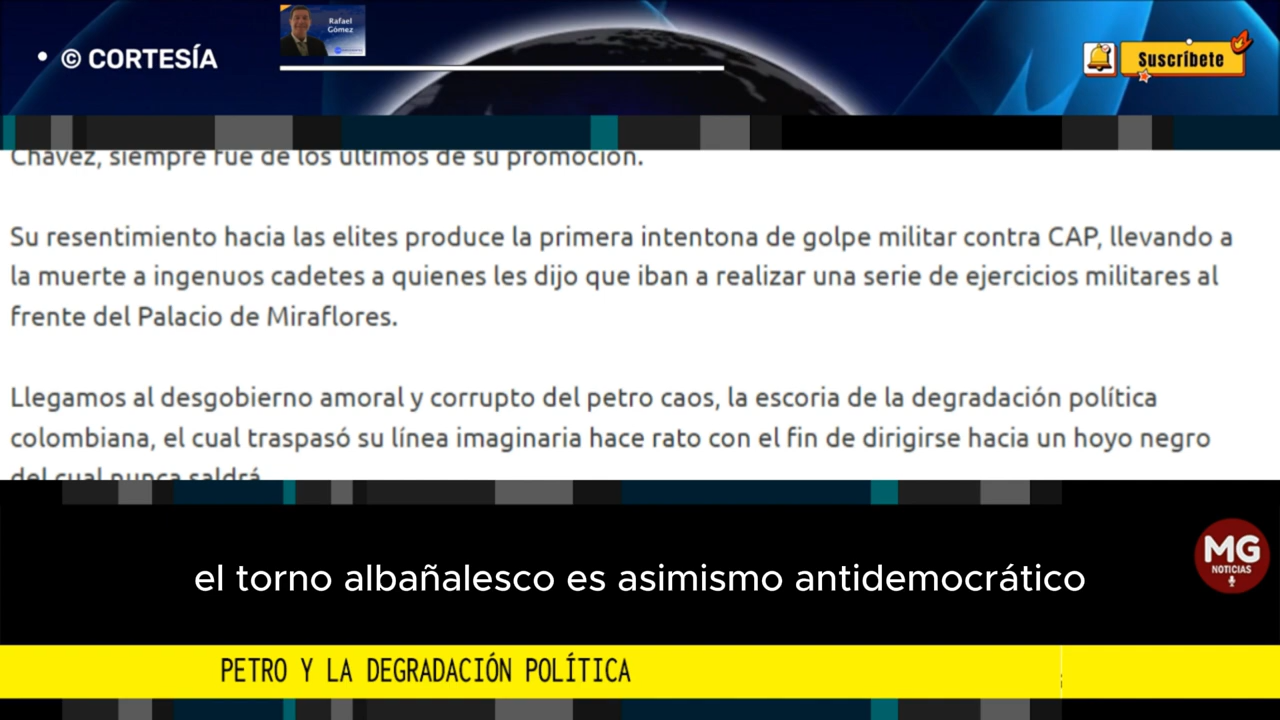 • © CORTESÍA
Rafael
Gómez
Suscríbete
Chávez, siempre fue de los últimos de su promoción.
Su resentimiento hacia las elites produce la primera intentona de golpe militar contra CAP, llevando a
la muerte a ingenuos cadetes a quienes les dijo que iban a realizar una serie de ejercicios militares al
frente del Palacio de Miraflores.
Llegamos al desgobierno amoral y corrupto del petro caos, la escoria de la degradación política
colombiana, el cual traspasó su línea imaginaria hace rato con el fin de dirigirse hacia un hoyo negro
del cual nunca saldrá
MG
NOTICIAS
el torno albañalesco es asimismo antidemocrático
PETRO Y LA DEGRADACIÓN POLÍTICA